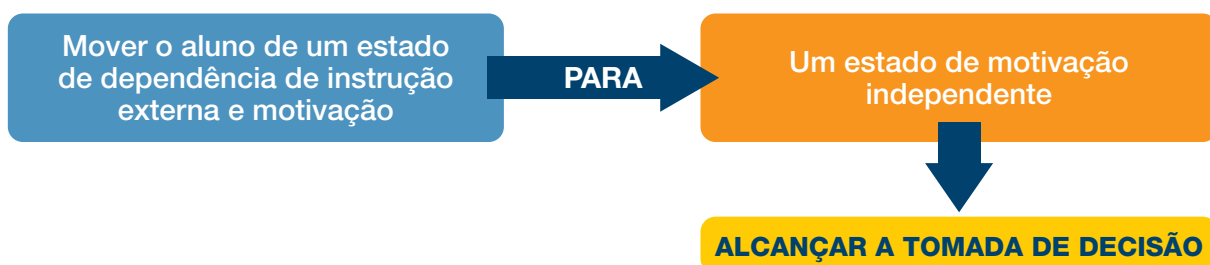 Mover o aluno de um estado
de dependência de instrução
externa e motivação
PARA
Um estado de motivação
independente
ALCANÇAR A TOMADA DE DECISÃO